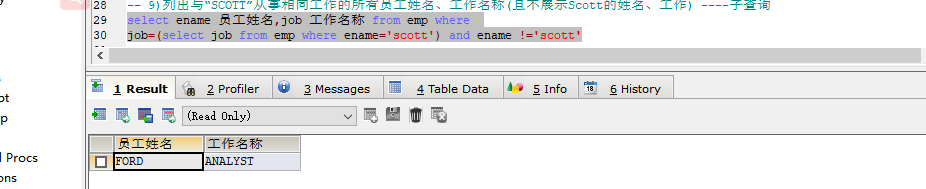 28
-- 9)列出与“SCOTT”从事相同工作的所有员工姓名、工作名称(且不展示Scott的姓名、工作) ----子查询
29 select ename 员工姓名,job 工作名称 from emp where
30 job=(select job from emp where ename='scott') and ename !='scott'
1 Result 2 Profiler 3 Messages 4 Table Data 5 Info 6 History
(Read Only)
员工姓名 工作名称
FORD ANALYST
ot
p
Procs
ons